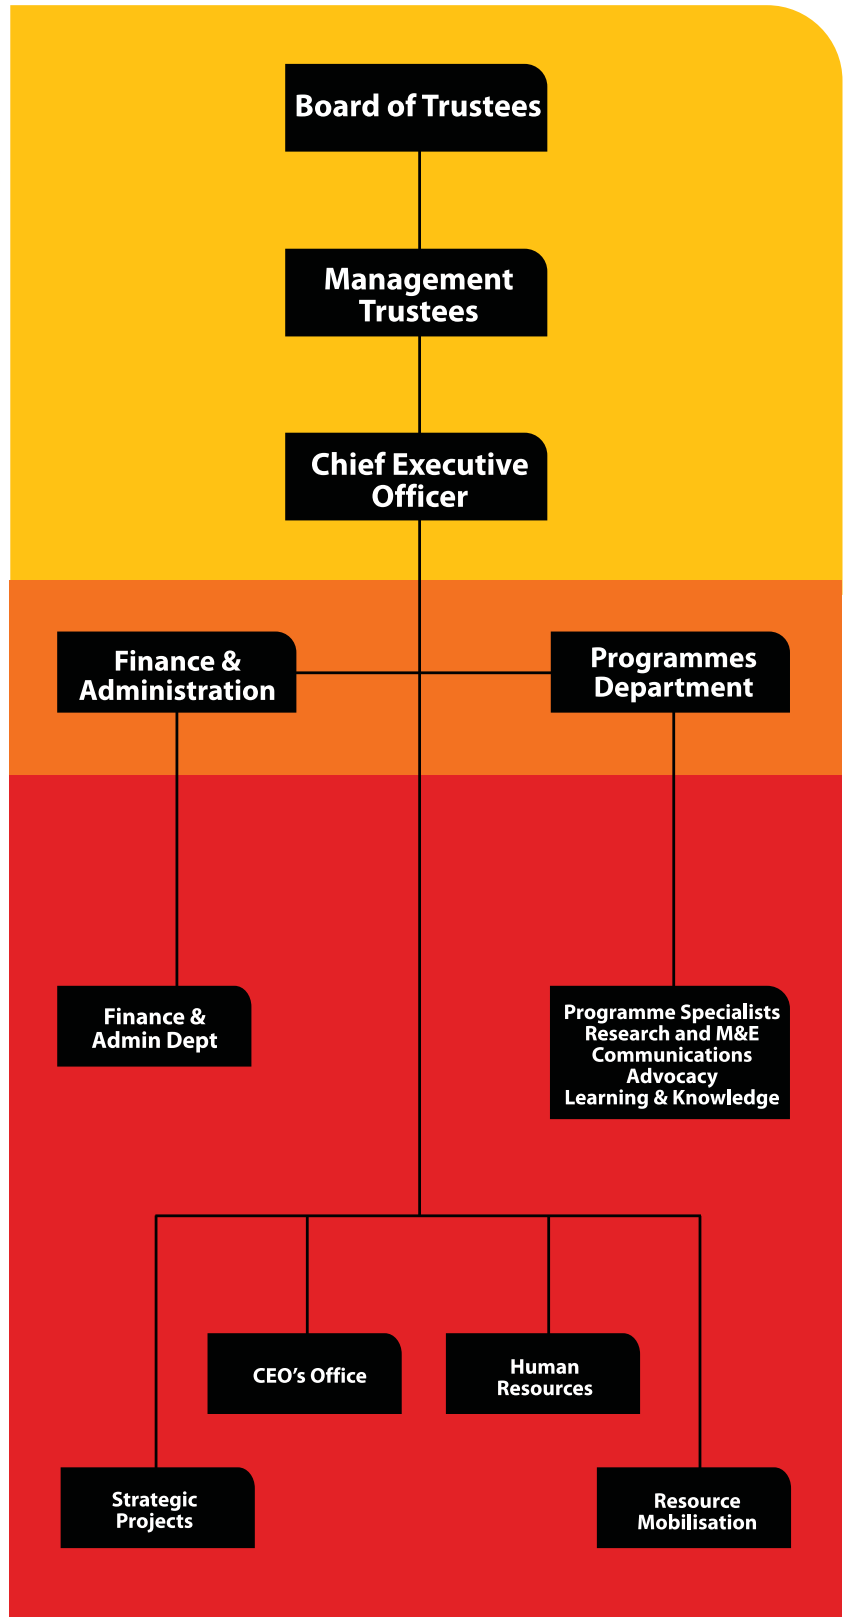 Board of Trustees
Management
Trustees
Chief Executive
Officer
Finance &
Administration
Programmes
Department
Finance &
Admin Dept
Programme Specialists
Research and M&E
Communications
Advocacy
Learning & Knowledge
CEO’s Office
Human
Resources
Strategic
Projects
Resource
Mobilisation